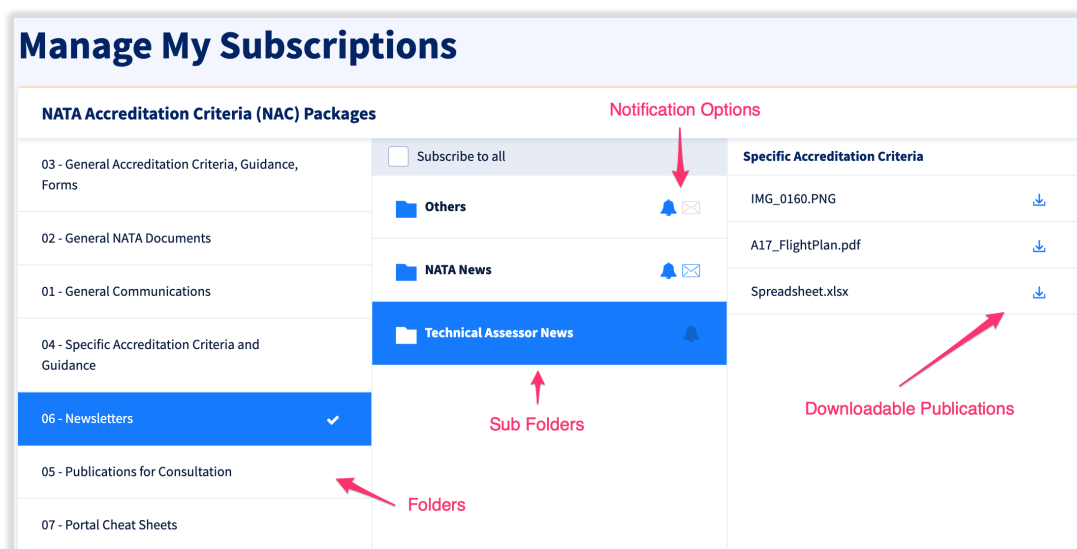 Manage My Subscriptions
NATA Accreditation Criteria (NAC) Packages
Notification Options
03 - General Accreditation Criteria, Guidance,
Forms
02 - General NATA Documents
01 - General Communications
04 - Specific Accreditation Criteria and
Guidance
06 - Newsletters
05 - Publications for Consultation
07 - Portal Cheat Sheets
Folders
Subscribe to all
Others
NATA News
Technical Assessor News
Sub Folders
Specific Accreditation Criteria
IMG_0160.PNG
A17_FlightPlan.pdf
Spreadsheet.xlsx
Downloadable Publications